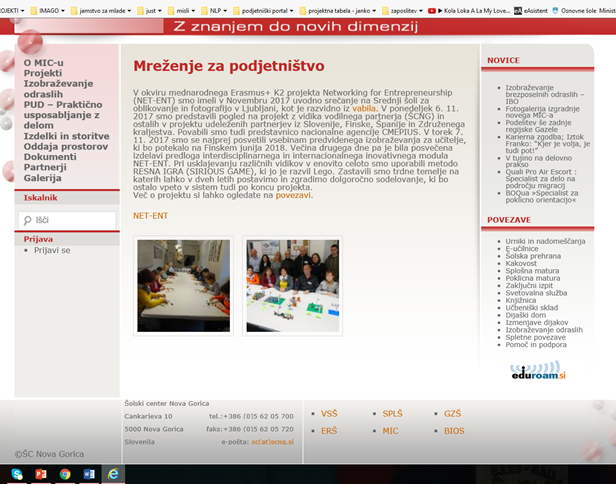 OJEKTI
IMAGO
jamstvo za mlade
just
misli
NLP
podjetniški portal
projektna tabela - janko
zaposlitev
Kola Loka A La My Love...
eAsistent
Osnovne šole Minist
Z znanjem do novih dimenzij
O MIC-u
Projekti
Izobraževanje
odraslih
PUD – Praktično
usposabljanje z
delom
Izdelki in storitve
Oddaja prostorov
Dokumenti
Partnerji
Galerija
Iskalnik
Išči
Prijava
Prijavi se
Mreženje za podjetništvo
V okviru mednarodnega Erasmus+ K2 projekta Networking for Entrepreneurship
(NET-ENT) smo imeli v Novembru 2017 uvodno srečanje na Srednji šoli za
oblikovanje in fotografijo v Ljubljani, kot je razvidno iz vabila. V ponedeljek 6. 11.
2017 smo predstavili pogled na projekt z vidika vodilnega partnerja (ŠCNG) in
ostalih v projektu udeleženih partnerjev iz Slovenije, Finske, Španije in Združenega
kraljestva. Povabili smo tudi predstavnico nacionalne agencije CMEPIUS. V torek 7.
11. 2017 smo se najprej posvetili vsebinam predvidenega izobraževanja za učitelje,
ki bo potekalo na Finskem junija 2018. Večina drugega dne pa je bila posvečena
izdelavi predloga interdisciplinarnega in internacionalnega inovativnega modula
NET-ENT. Pri usklajevanju različnih vidikov v enovito celoto smo uporabili metodo
RESNA IGRA (SIRIOUS GAME), ki jo je razvil Lego. Zastavili smo trdne temelje na
katerih lahko v dveh letih postavimo in zgradimo dolgoročno sodelovanje, ki bo
ostalo vpeto v sistem tudi po koncu projekta.
Več o projektu si lahko ogledate na povezavi.
NET-ENT
NOVICE
Izobraževanje
brezposelnih odraslih –
IBO
Fotogalerija izgradnje
novega MIC-a
Podelitev še zadnje
regijske Gazele
Karierna zgodba; Iztok
Franko: "Kjer je volja, je
tudi pot!"
V tujino na delovno
prakso
Quali Pro Air Escort :
Specialist za delo na
področju migracij
BOQua »Specialist za
poklicno orientacijo«
POVEZAVE
Urniki in nadomeščanja
E-učilnice
Šolska prehrana
Kakovost
Splošna matura
Poklicna matura
Zaključni izpit
Svetovalna služba
Knjižnica
Učbeniški sklad
Dijaški dom
Izmenjave dijakov
Izobraževanje odraslih
Spletne povezave
Pomoč in podpora
eduroam.si
Šolski center Nova Gorica
Cankarjeva 10 tel.:+386 (0)5 62 05 700
5000 Nova Gorica faks:+386 (0)5 62 05 720
Slovenija e-pošta: sc(at)scng.si
VSŠ
SPLŠ
GZŠ
ERŠ
MIC
BIOS
©ŠC Nova Gorica